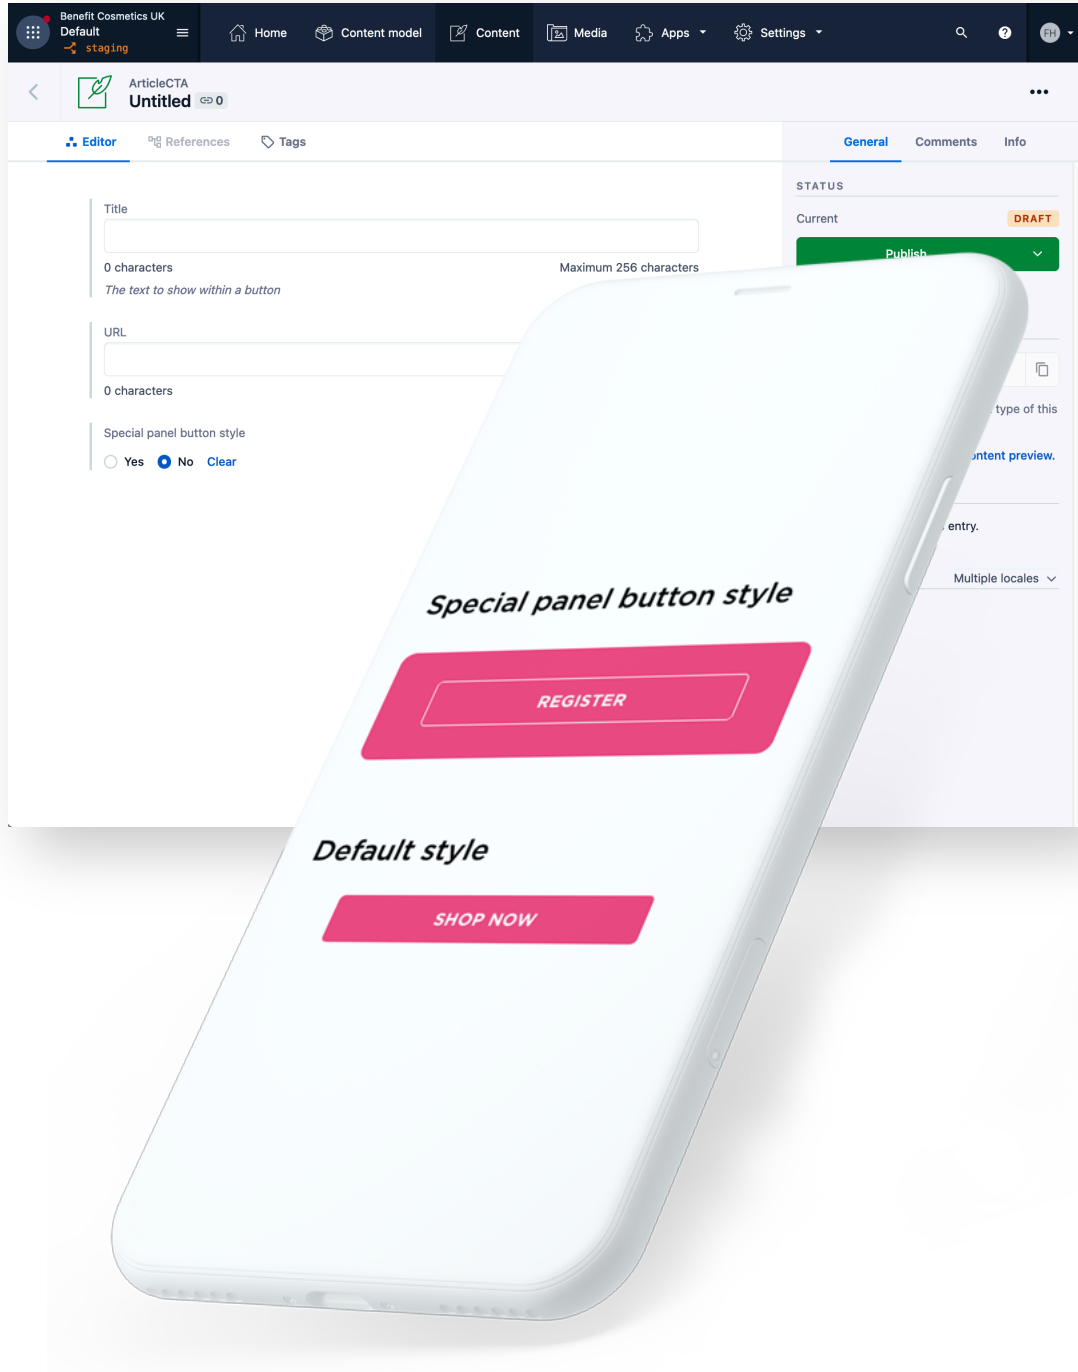 Benefit Cosmetics UK
Default
staging
Home
Content model
Content
Media
Apps
Settings
FH
ArticleCTA
Untitled
0
Editor
References
Tags
General
Comments
Info
Title
0 characters
Maximum 256 characters
The text to show within a button
URL
0 characters
Special panel button style
Yes
No
Clear
STATUS
Current
DRAFT
Publish
type of this
content preview.
entry.
Multiple locales
Special panel button style
REGISTER
Default style
SHOP NOW